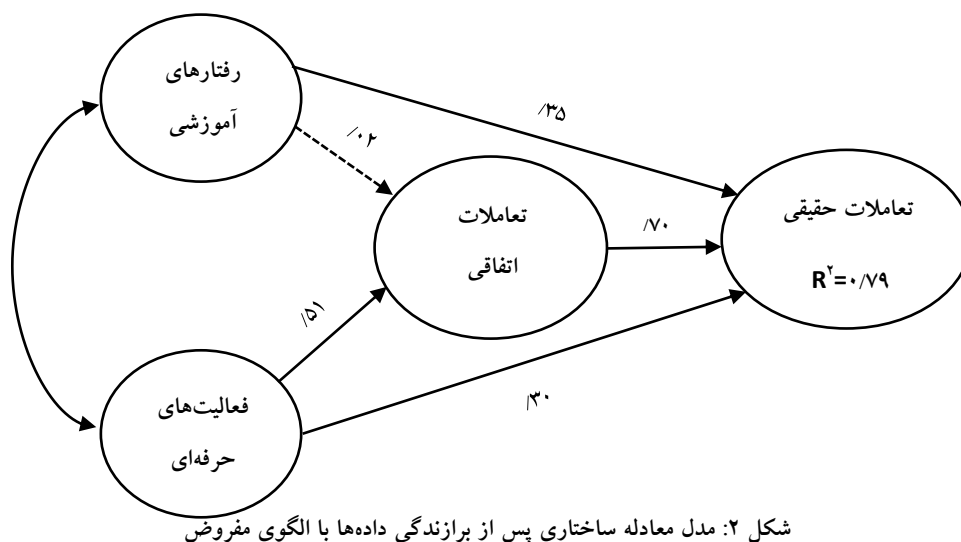 رفتارهای
آموزشی
/۳۵
/۰۲
تعاملات
اتفاقی
/۷۰
تعاملات حقیقی
R۲=۰/۷۹
/۵۱
/۳۰
فعالیت‌های
حرفه‌ای
شکل ۲: مدل معادله ساختاری پس از برازندگی داده‌ها با الگوی مفروض